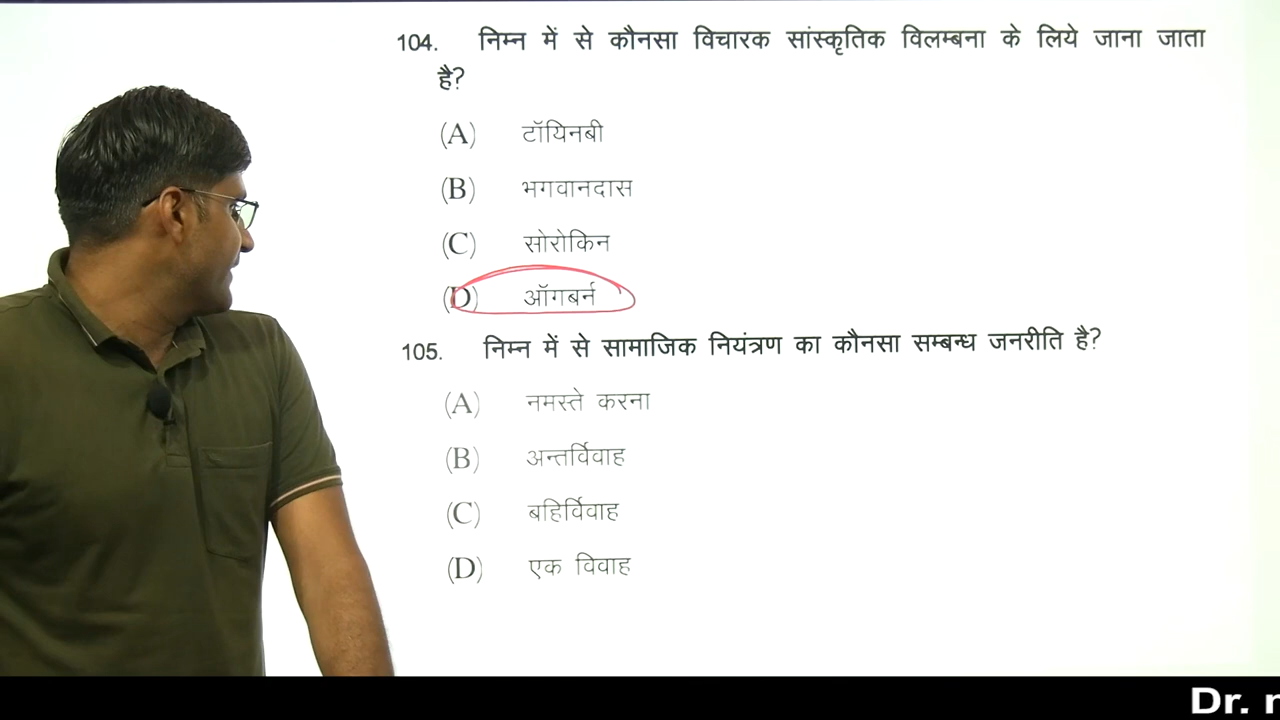 104. निम्न में से कौनसा विचारक सांस्कृतिक विलम्बना के लिये जाना जाता
है?
(A) टॉयिनबी
(B) भगवानदास
(C) सोरोकिन
(D) ऑगबर्न
105. निम्न में से सामाजिक नियंत्रण का कौनसा सम्बन्ध जनरीति है?
(A) नमस्ते करना
(B) अन्तर्विवाह
(C) बहिर्विवाह
(D) एक विवाह
Dr.